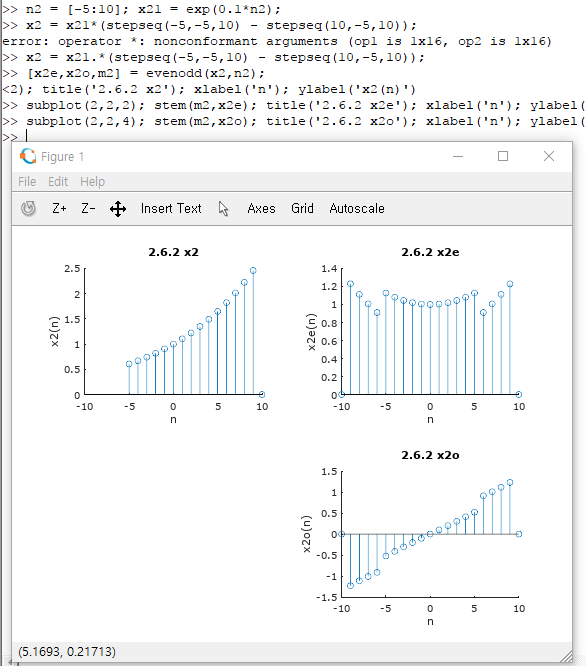 >> n2 = [-5:10]; x21 = exp(0.1*n2);
>> x2 = x21*(stepseq(-5,-5,10) - stepseq(10,-5,10));
error: operator *: nonconformant arguments (op1 is 1x16, op2 is 1x16)
>> x2 = x21.*(stepseq(-5,-5,10) - stepseq(10,-5,10));
>> [x2e,x2o,m2] = evenodd(x2,n2);
<2); title('2.6.2 x2'); xlabel('n'); ylabel('x2(n)')
>> subplot(2,2,2); stem(m2,x2e); title('2.6.2 x2e'); xlabel('n'); ylabel(
>> subplot(2,2,4); stem(m2,x2o); title('2.6.2 x2o'); xlabel('n'); ylabel(
>>
Figure 1
File Edit Help
Z+ Z- Insert Text Axes Grid Autoscale
2.6.2 x2
2.5
2
1.5
1
0.5
0
x2(n)
-10 -5 0 5 10
n
2.6.2 x2e
1.4
1.2
1
0.8
0.6
0.4
0.2
0
x2e(n)
-10 -5 0 5 10
n
2.6.2 x2o
1.5
1
0.5
0
-0.5
-1
-1.5
x2o(n)
-10 -5 0 5 10
n
(5.1693, 0.21713)